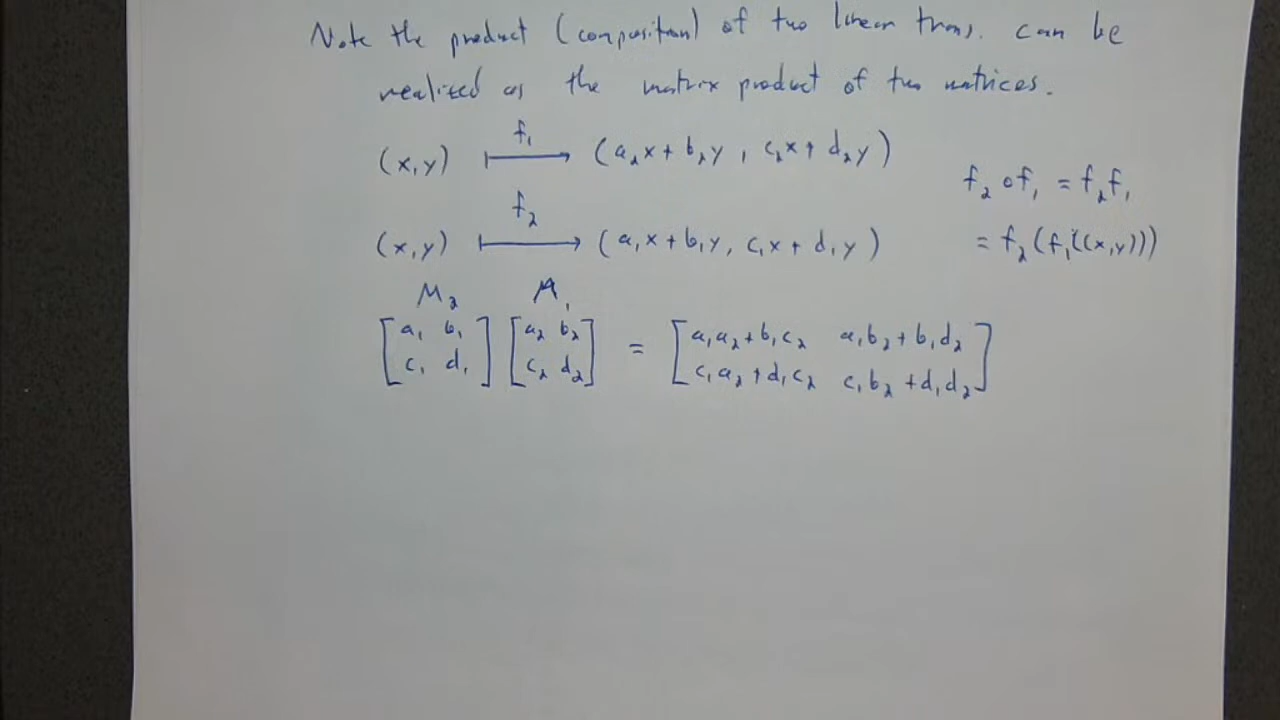 Note the product (composition) of two linear trans. can be
realized as the matrix product of two matrices.
(x,y) ⟼ f₁ (a₂x + b₂y , c₂x + d₂y)
f₂ ∘ f₁ = f₂f₁
(x,y) ⟼ f₂ (a₁x + b₁y, c₁x + d₁y)
= f₂(f₁((x,y)))
M₂ M₁
[a₁ b₁] [a₂ b₂] = [a₁a₂ + b₁c₂ a₁b₂ + b₁d₂]
[c₁ d₁] [c₂ d₂] [c₁a₂ + d₁c₂ c₁b₂ + d₁d₂]